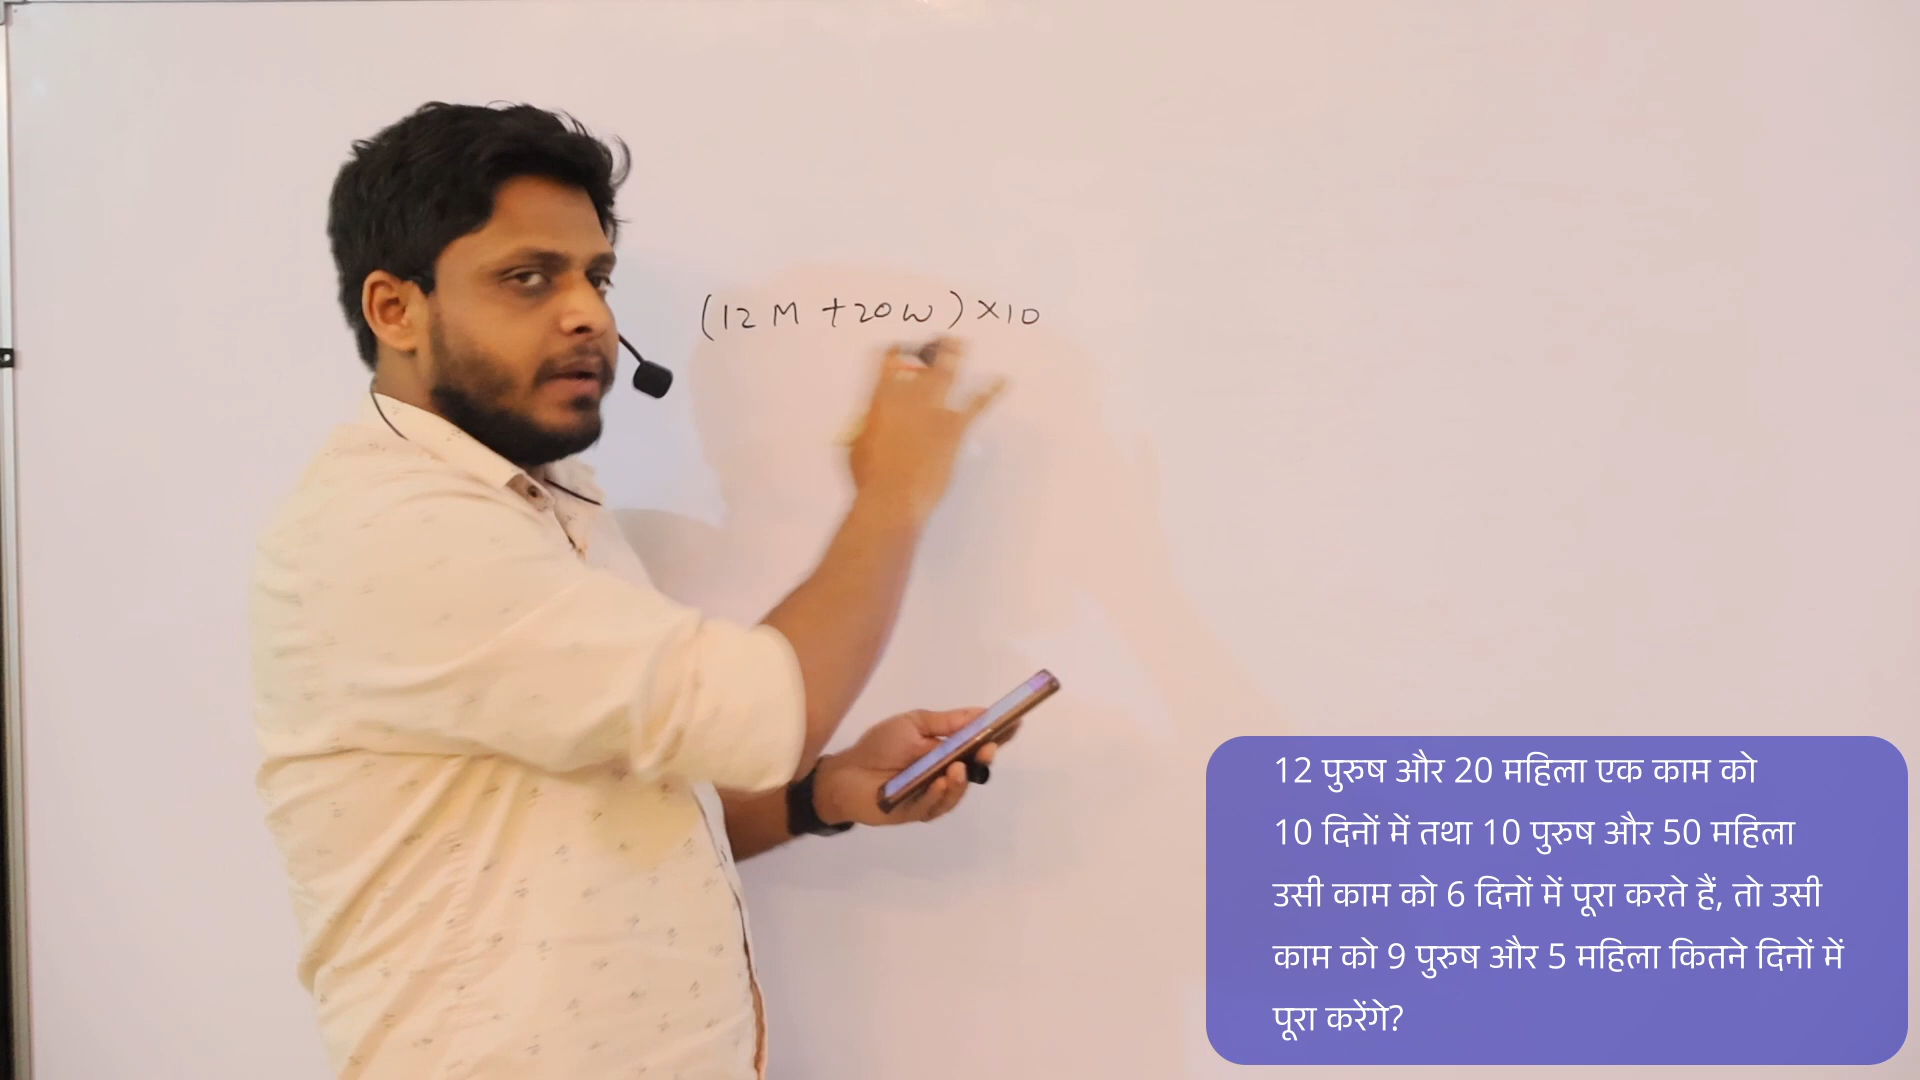 (12 M + 20 W) × 10
12 पुरुष और 20 महिला एक काम को
10 दिनों में तथा 10 पुरुष और 50 महिला
उसी काम को 6 दिनों में पूरा करते हैं, तो उसी
काम को 9 पुरुष और 5 महिला कितने दिनों में
पूरा करेंगे?